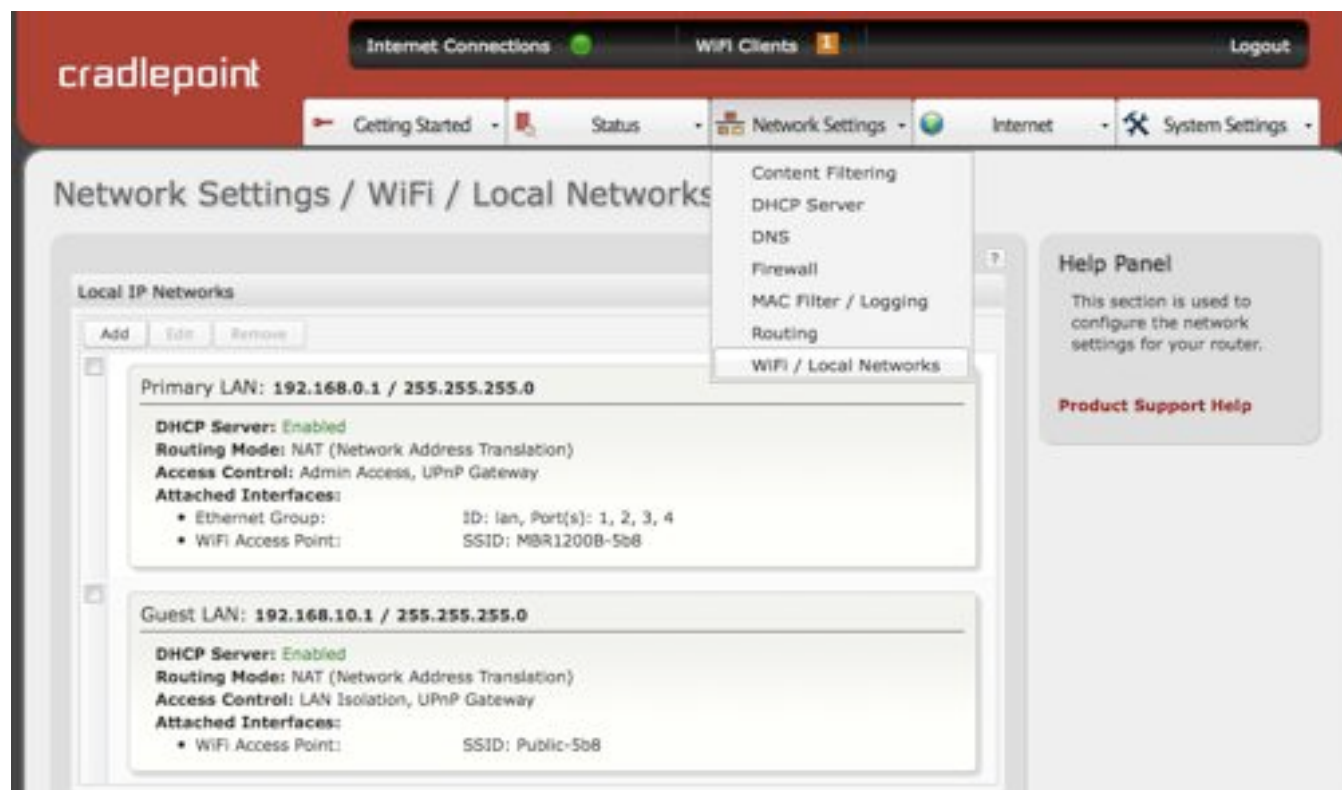 Internet Connections
WiFi Clients 1
Logout
cradlepoint
Getting Started
Status
Network Settings
Internet
System Settings
Network Settings / WiFi / Local Networks
Content Filtering
DHCP Server
DNS
Firewall
MAC Filter / Logging
Routing
WiFi / Local Networks
?
Local IP Networks
Add
Edit
Remove
Primary LAN: 192.168.0.1 / 255.255.255.0
DHCP Server: Enabled
Routing Mode: NAT (Network Address Translation)
Access Control: Admin Access, UPnP Gateway
Attached Interfaces:
• Ethernet Group: ID: lan, Port(s): 1, 2, 3, 4
• WiFi Access Point: SSID: MBR1200B-5b8
Guest LAN: 192.168.10.1 / 255.255.255.0
DHCP Server: Enabled
Routing Mode: NAT (Network Address Translation)
Access Control: LAN Isolation, UPnP Gateway
Attached Interfaces:
• WiFi Access Point: SSID: Public-5b8
Help Panel
This section is used to
configure the network
settings for your router.
Product Support Help